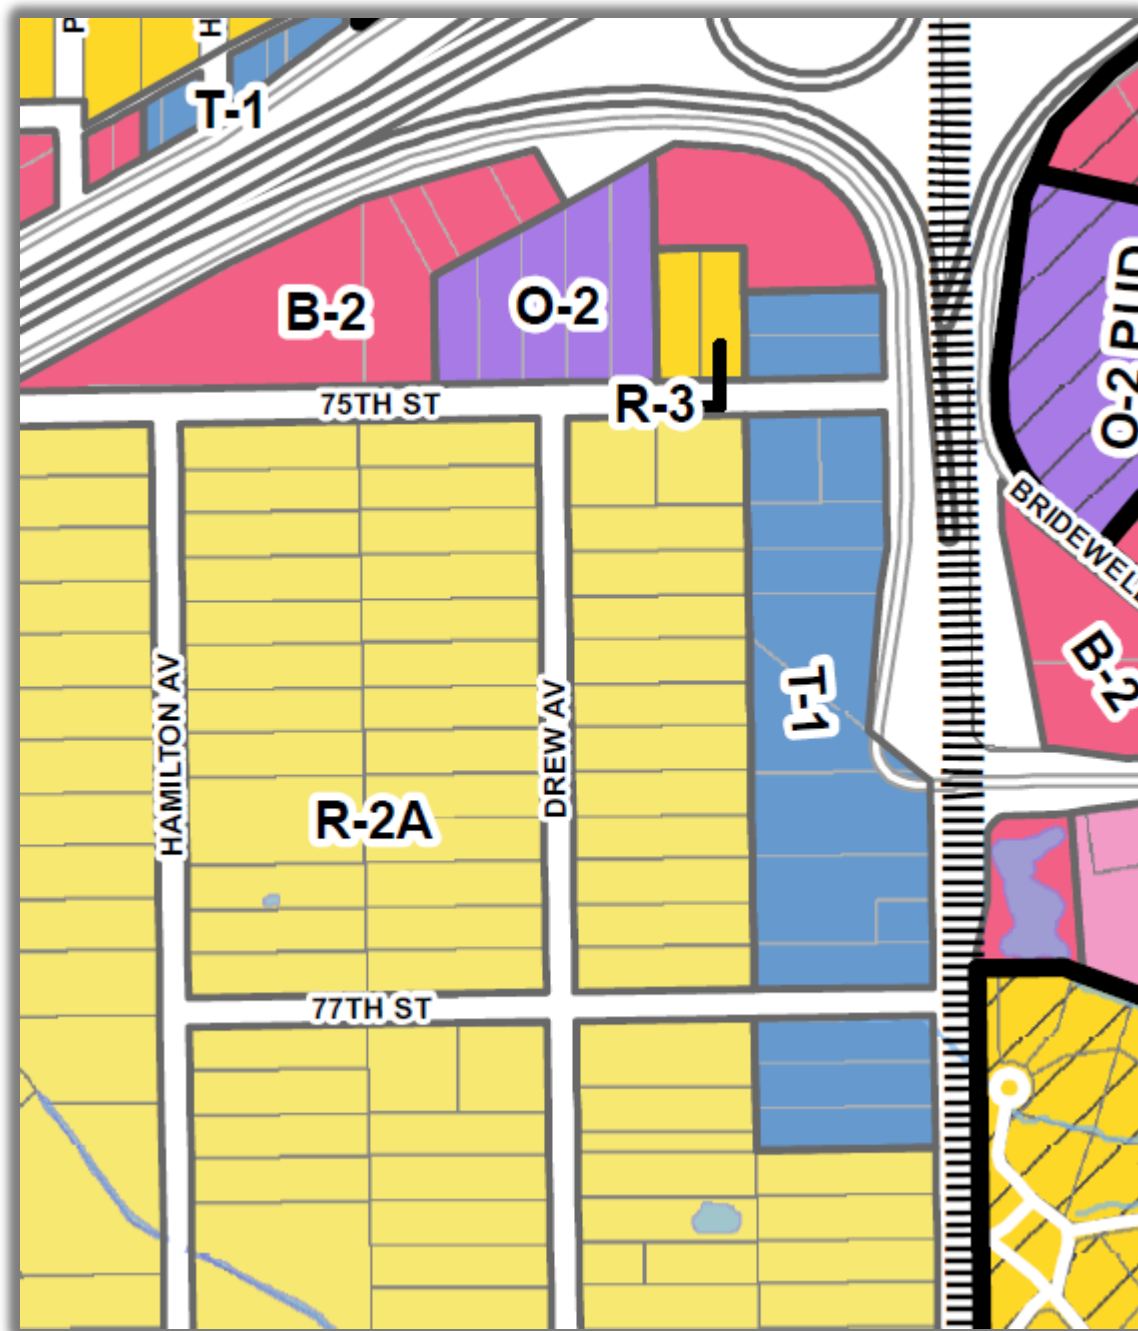 P
H
T-1
B-2
O-2
O-2 PUD
75TH ST
R-3
BRIDEWELL
HAMILTON AV
DREW AV
T-1
B-2
R-2A
77TH ST